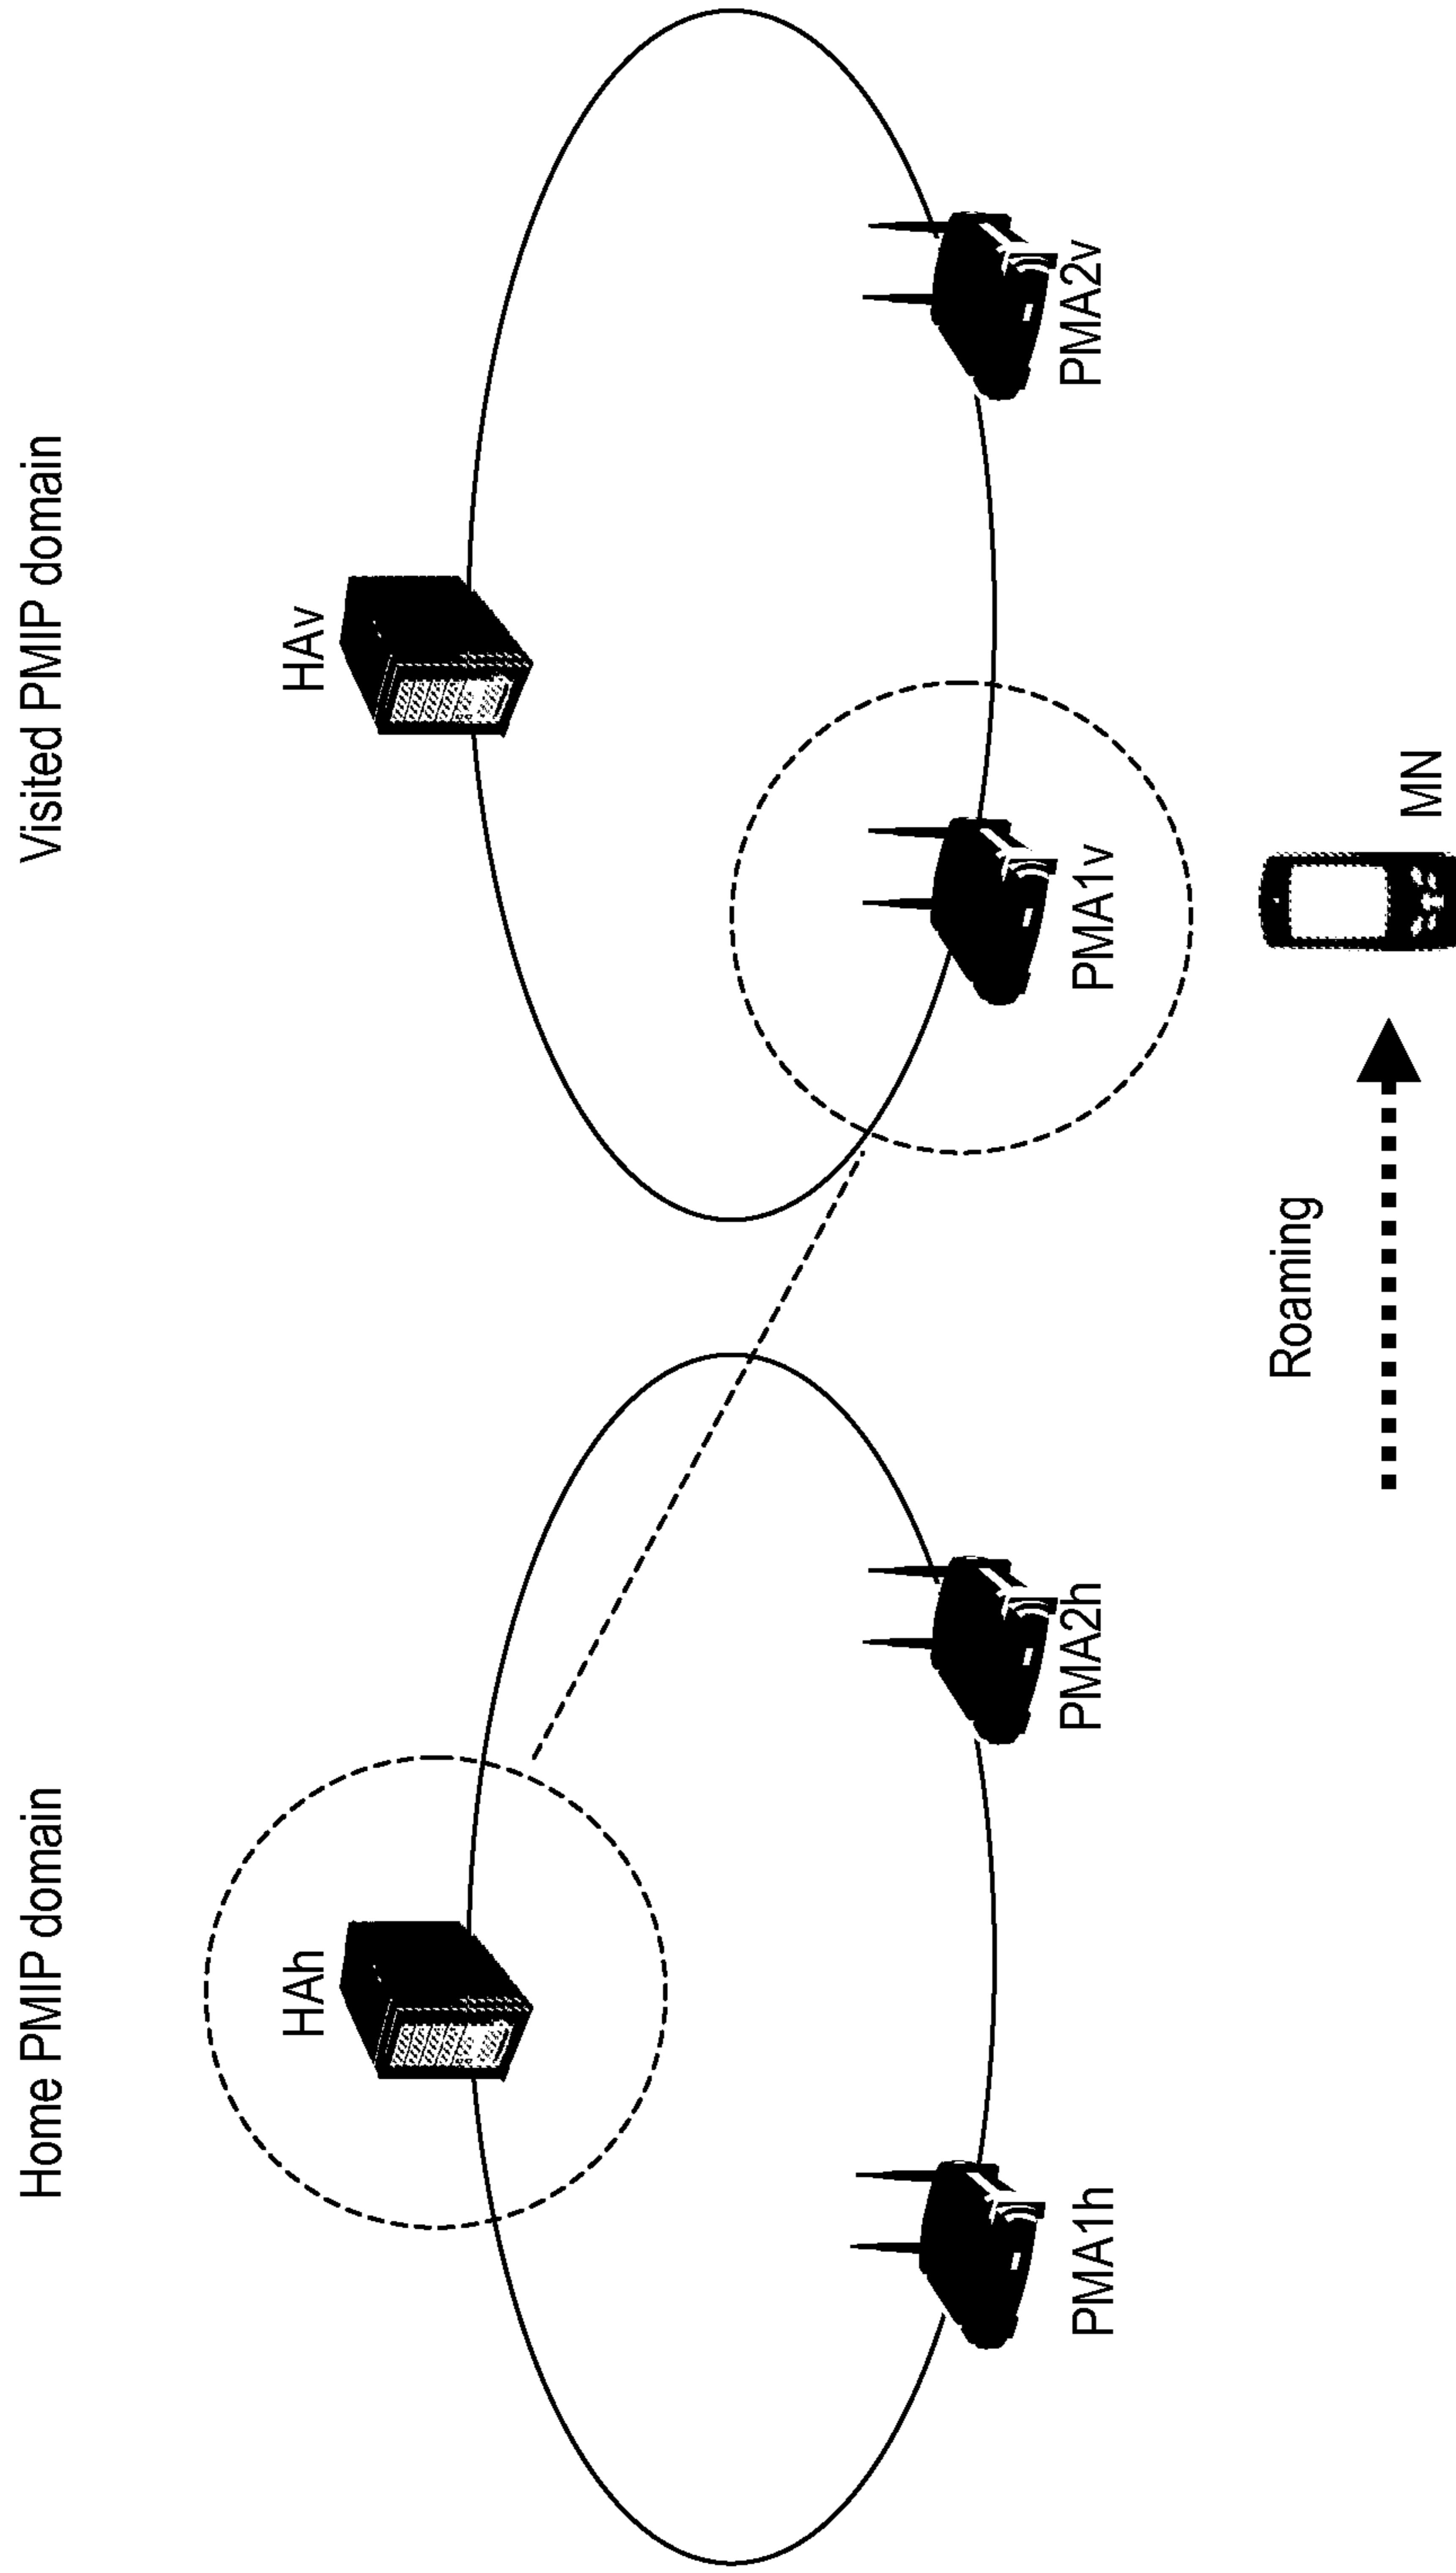 Home PMIP domain
Visited PMIP domain
HAh
HAv
PMA1h
PMA2h
PMA1v
PMA2v
Roaming
MN